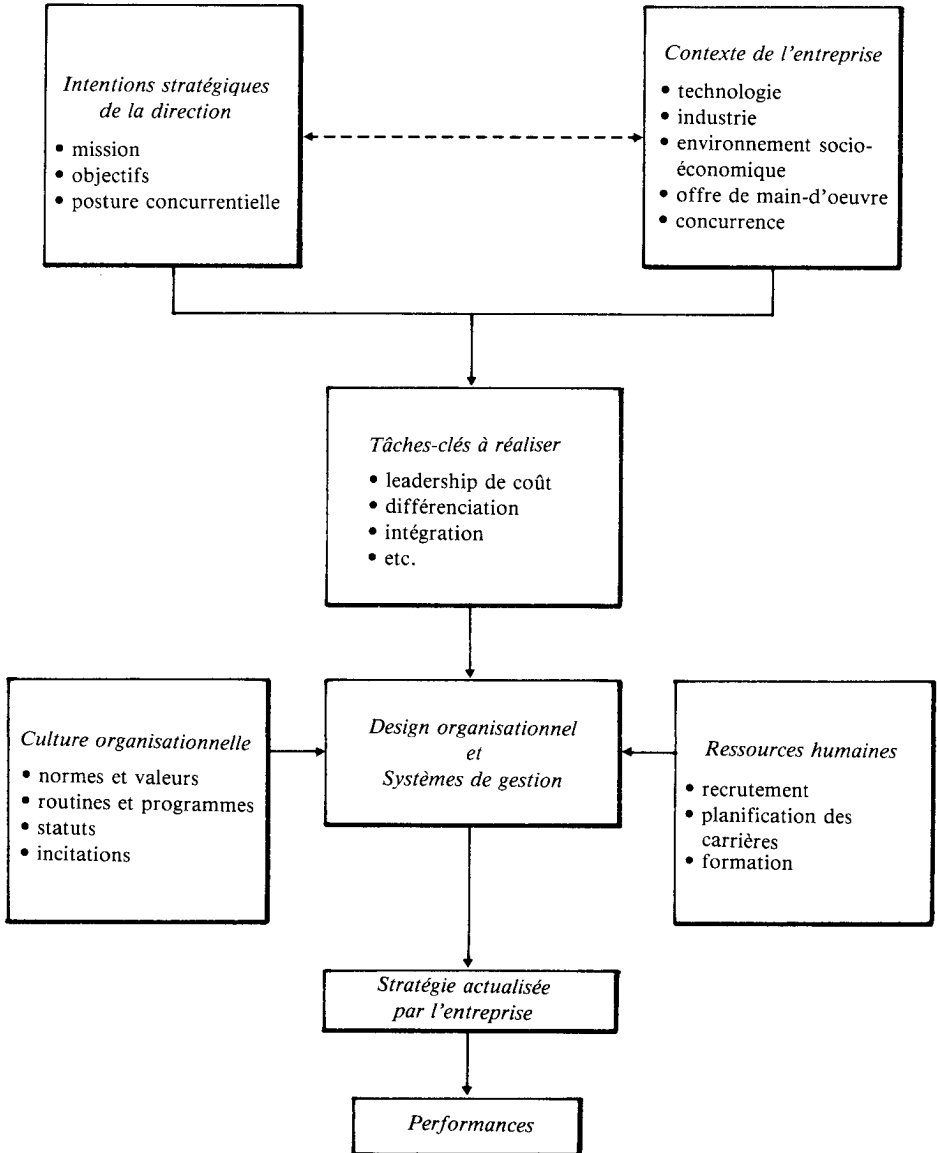 Intentions stratégiques
de la direction
• mission
• objectifs
• posture concurrentielle
Contexte de l'entreprise
• technologie
• industrie
• environnement socio-
économique
• offre de main-d'oeuvre
• concurrence
Tâches-clés à réaliser
• leadership de coût
• différenciation
• intégration
• etc.
Culture organisationnelle
• normes et valeurs
• routines et programmes
• statuts
• incitations
Design organisationnel
et
Systèmes de gestion
Ressources humaines
• recrutement
• planification des
carrières
• formation
Stratégie actualisée
par l'entreprise
Performances